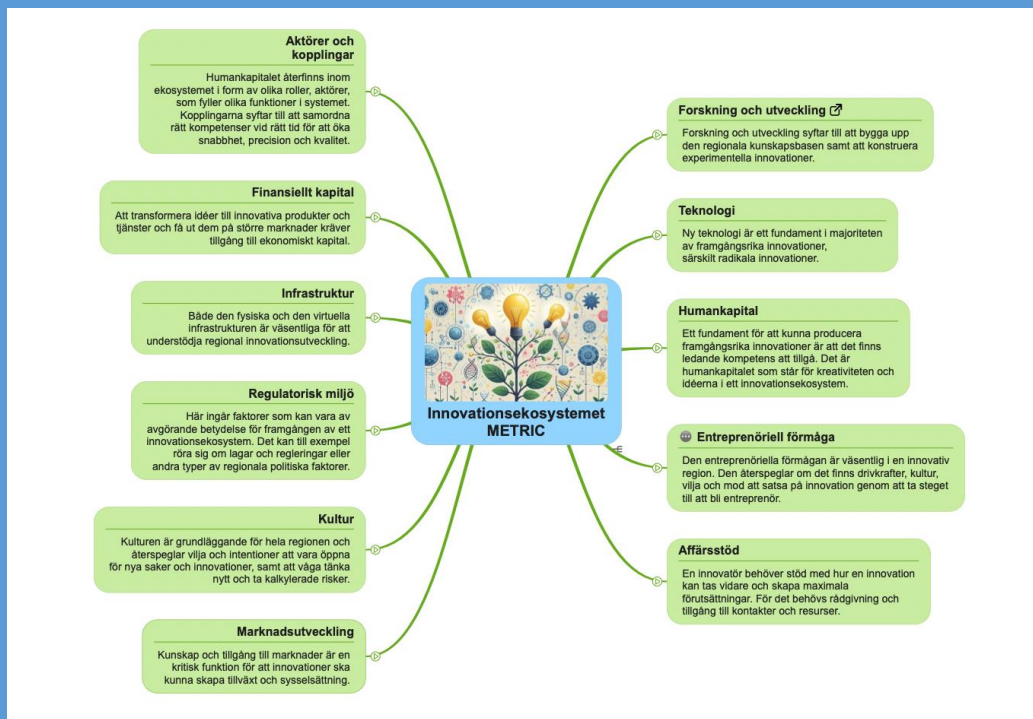 Aktörer och
kopplingar
Humankapitalet återfinns inom
ekosystemet i form av olika roller, aktörer,
som fyller olika funktioner i systemet.
Kopplingarna syftar till att samordna
rätt kompetenser vid rätt tid för att öka
snabbhet, precision och kvalitet.
Finansiellt kapital
Att transformera idéer till innovativa produkter och
tjänster och få ut dem på större marknader kräver
tillgång till ekonomiskt kapital.
Infrastruktur
Både den fysiska och den virtuella
infrastrukturen är väsentliga för att
understödja regional innovationsutveckling.
Regulatorisk miljö
Här ingår faktorer som kan vara av
avgörande betydelse för framgången av ett
innovationsekosystem. Det kan till exempel
röra sig om lagar och regleringar eller
andra typer av regionala politiska faktorer.
Kultur
Kulturen är grundläggande för hela regionen och
återspeglar vilja och intentioner att vara öppna
för nya saker och innovationer, samt att våga tänka
nytt och ta kalkylerade risker.
Marknadsutveckling
Kunskap och tillgång till marknader är en
kritisk funktion för att innovationer ska
kunna skapa tillväxt och sysselsättning.
Innovationsekosystemet
METRIC
Forskning och utveckling
Forskning och utveckling syftar till att bygga upp
den regionala kunskapsbasen samt att konstruera
experimentella innovationer.
Teknologi
Ny teknologi är ett fundament i majoriteten
av framgångsrika innovationer,
särskilt radikala innovationer.
Humankapital
Ett fundament för att kunna producera
framgångsrika innovationer är att det finns
ledande kompetens att tillgå. Det är
humankapitalet som står för kreativiteten och
idéerna i ett innovationsekosystem.
Entreprenöriell förmåga
Den entreprenöriella förmågan är väsentlig i en innovativ
region. Den återspeglar om det finns drivkrafter, kultur,
vilja och mod att satsa på innovation genom att ta steget
till att bli entreprenör.
Affärsstöd
En innovatör behöver stöd med hur en innovation
kan tas vidare och skapa maximala
förutsättningar. För det behövs rådgivning och
tillgång till kontakter och resurser.